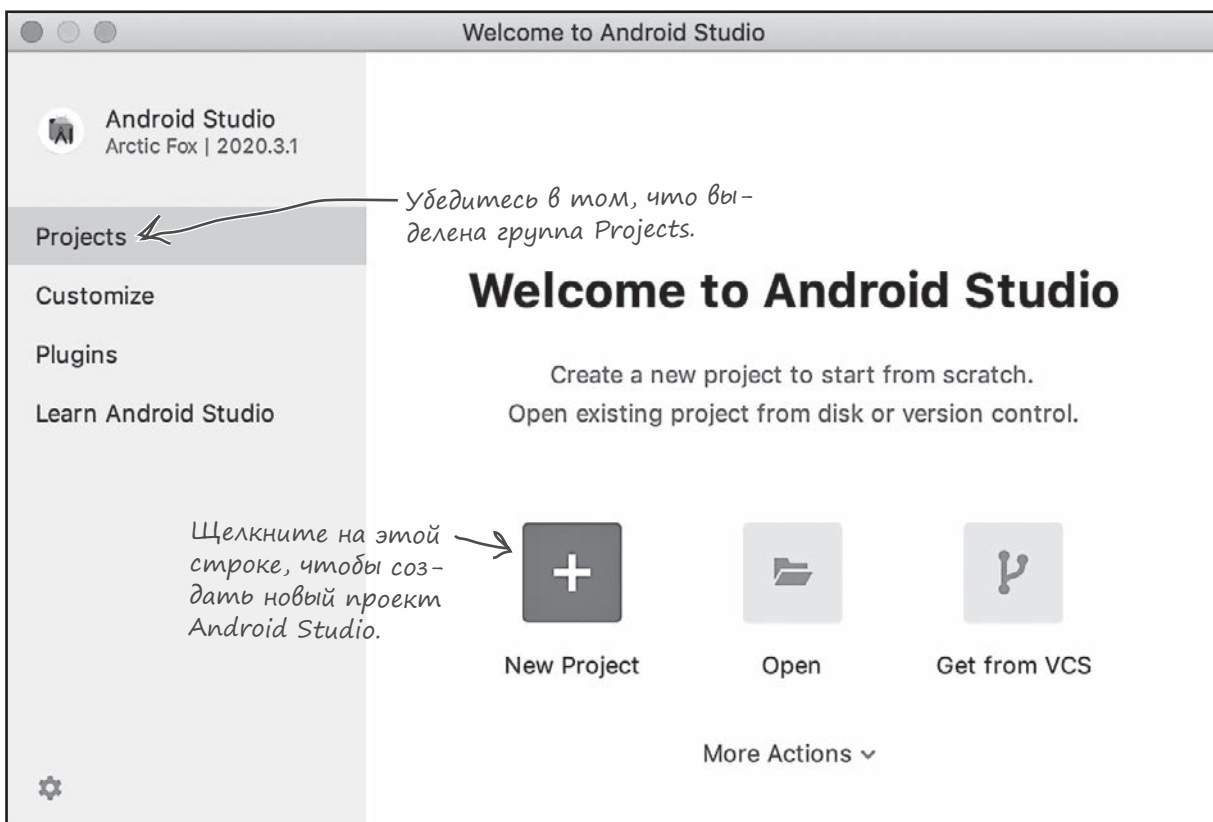 Welcome to Android Studio
Android Studio
Arctic Fox | 2020.3.1
Projects
Customize
Plugins
Learn Android Studio
Убедитесь в том, что вы-
делена группа Projects.
Welcome to Android Studio
Create a new project to start from scratch.
Open existing project from disk or version control.
Щелкните на этой
строке, чтобы соз-
дать новый проект
Android Studio.
New Project
Open
Get from VCS
More Actions